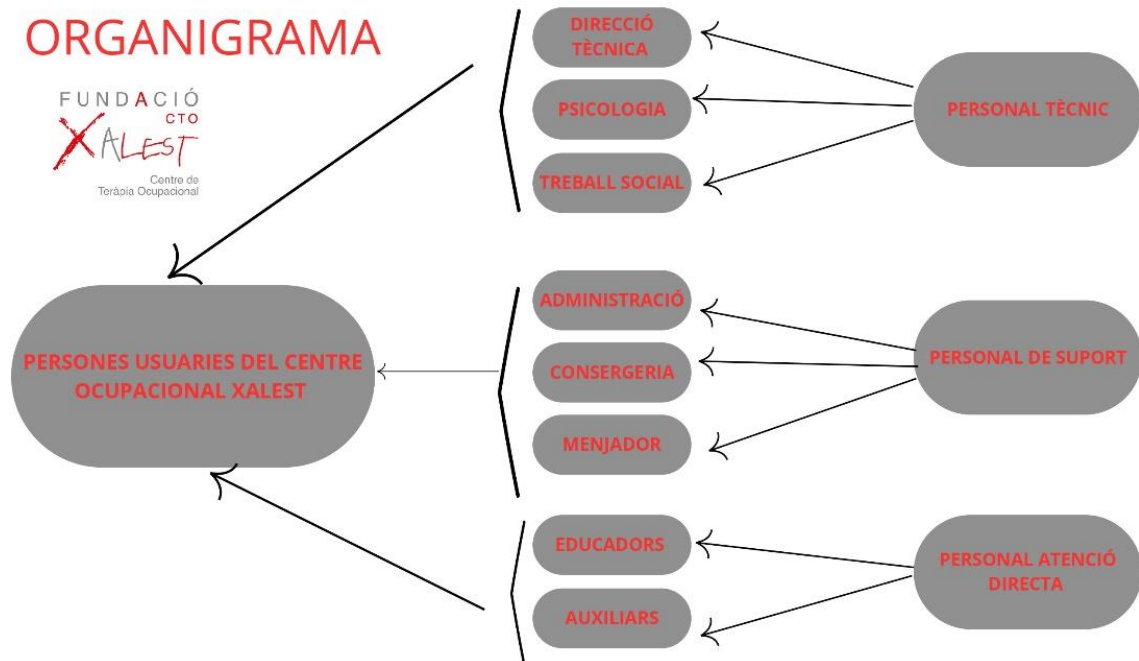 ORGANIGRAMA
FUNDACIÓ
CTO
XALEST
Centre de
Teràpia Ocupacional
DIRECCIÓ
TÈCNICA
PSICOLOGIA
TREBALL SOCIAL
PERSONAL TÈCNIC
PERSONES USUARIES DEL CENTRE
OCUPACIONAL XALEST
ADMINISTRACIÓ
CONSERGERIA
MENJADOR
PERSONAL DE SUPORT
EDUCADORS
AUXILIARS
PERSONAL ATENCIÓ
DIRECTA